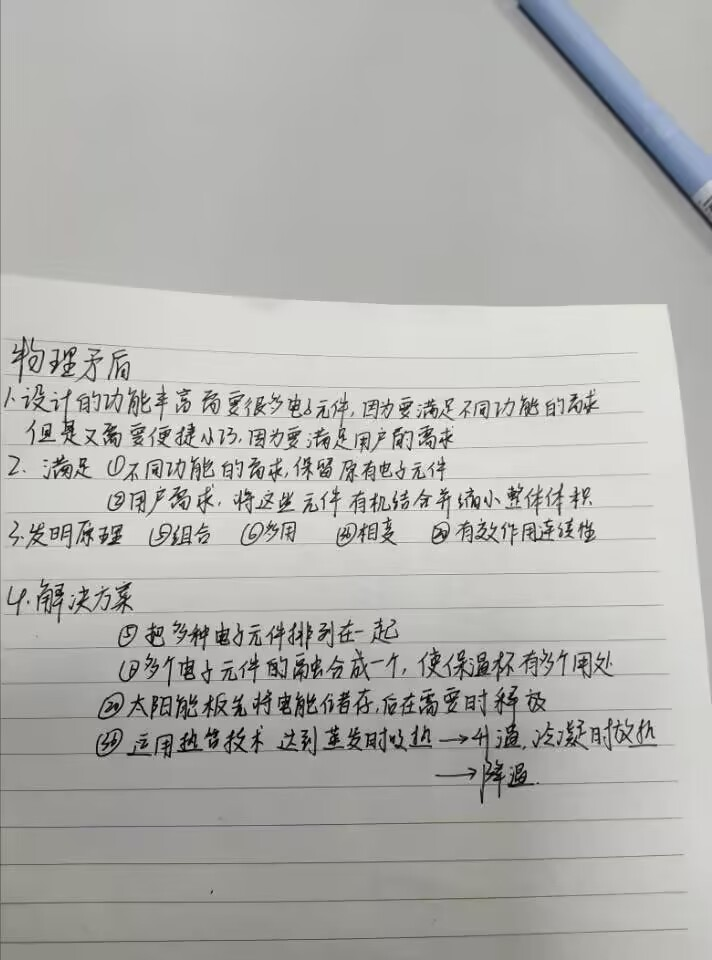 物理矛盾
1.设计的功能丰富需要很多电子元件,因为要满足不同功能的需求
但是又需要便捷小巧,因为要满足用户的需求
2.满足 ①不同功能的需求,保留原有电子元件
②用户需求,将这些元件有机结合并缩小整体体积
3.发明原理 ⑤组合 ⑥多用 ㊱相变 ⑳有效作用连续性
4.解决方案
⑤把多种电子元件排列在一起
⑥多个电子元件的融合成一个,使保温杯有多个用处
⑳太阳能板先将电能储存,后在需要时释放
㊱运用热管技术 达到蒸发时吸热→升温,冷凝时放热
→降温.